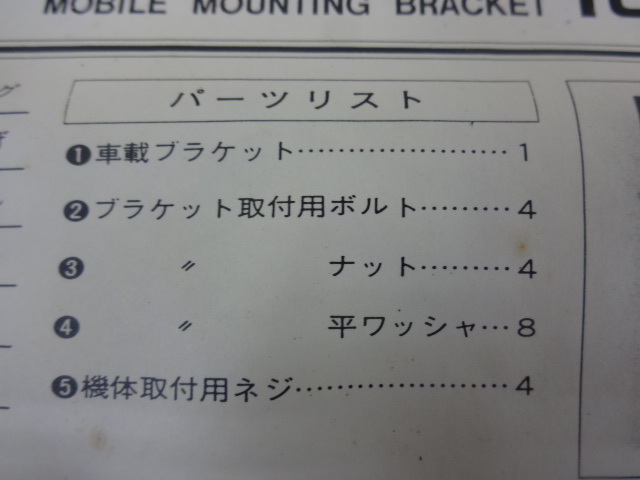 MOBILE MOUNTING BRACKET
パーツリスト
❶車載ブラケット…………………1
❷ブラケット取付用ボルト………4
❸ 〃 ナット………4
❹ 〃 平ワッシャ…8
❺機体取付用ネジ…………………4